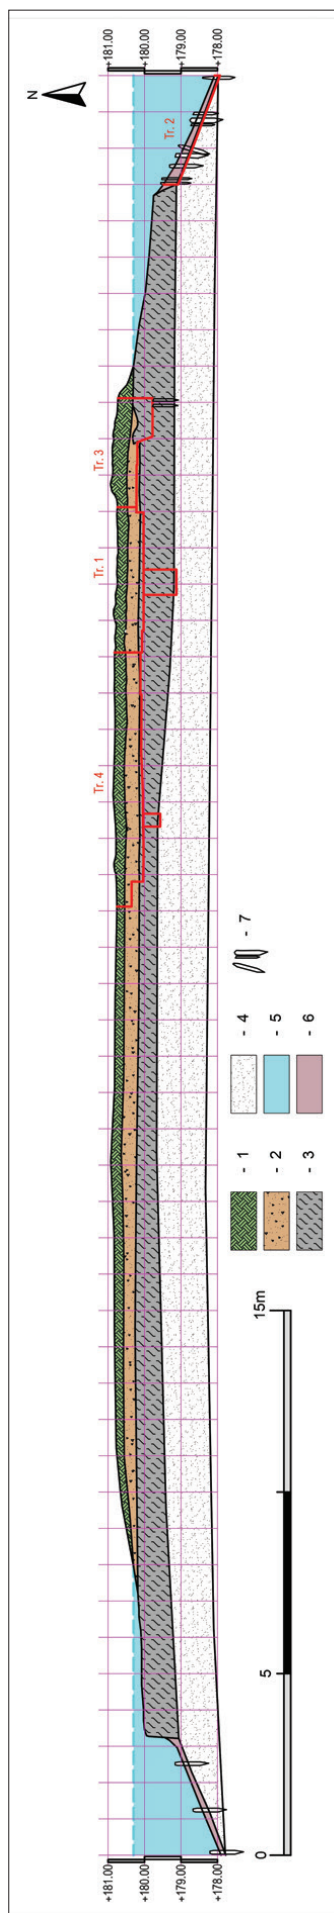 N
+181.00
+180.00
+179.00
+178.00
Tr. 4
Tr. 1
Tr. 3
Tr. 2
+181.00
+180.00
+179.00
+178.00
0
5
15m
- 1
- 2
- 3
- 4
- 5
- 6
- 7